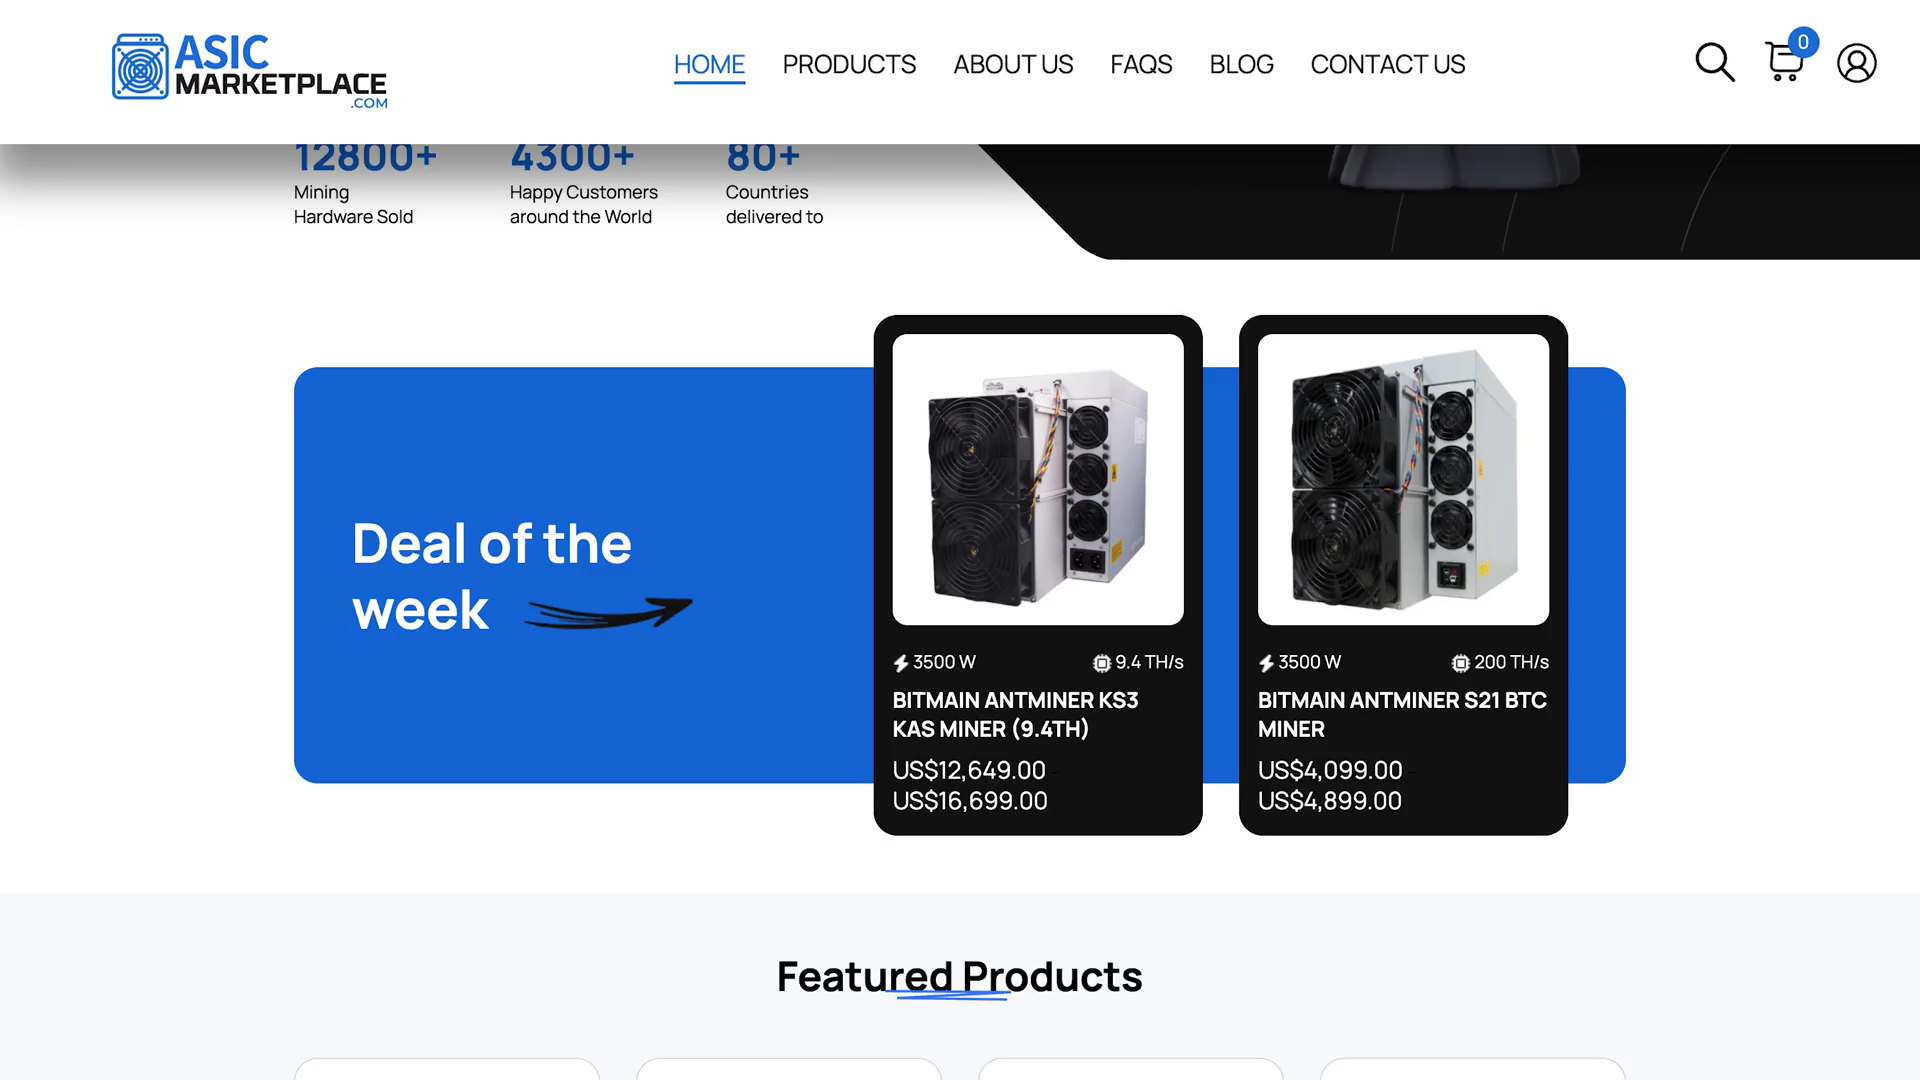 ASIC
MARKETPLACE
.COM
HOME
PRODUCTS
ABOUT US
FAQS
BLOG
CONTACT US
0
12800+
Mining
Hardware Sold
4300+
Happy Customers
around the World
80+
Countries
delivered to
Deal of the
week
3500 W
9.4 TH/s
BITMAIN ANTMINER KS3
KAS MINER (9.4TH)
US$12,649.00 –
US$16,699.00
3500 W
200 TH/s
BITMAIN ANTMINER S21 BTC
MINER
US$4,099.00 –
US$4,899.00
Featured Products